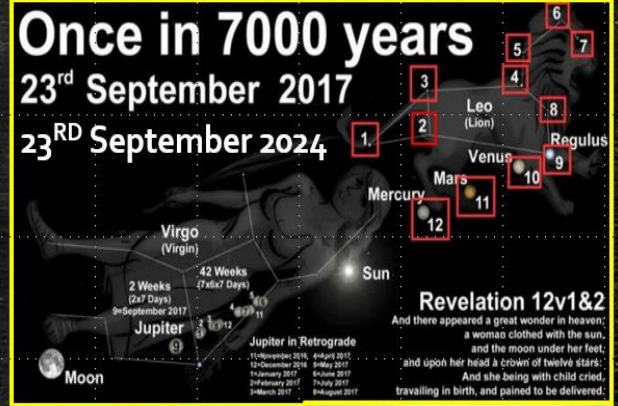 Once in 7000 years
23rd September 2017
23RD September 2024
6
5
7
4
3
Leo
(Lion)
8
2
1
Regulus
Venus
9
10
Mars
11
Mercury
12
Virgo
(Virgin)
Sun
2 Weeks
(2x7 Days)
9=September 2017
42 Weeks
(7x6x7 Days)
Jupiter
9
12
11
Moon
Jupiter in Retrograde
11=November 2016 4=April 2017
12=December 2016 5=May 2017
1=January 2017 6=June 2017
2=February 2017 7=July 2017
3=March 2017 8=August 2017
Revelation 12v1&2
And there appeared a great wonder in heaven;
a woman clothed with the sun,
and the moon under her feet,
and upon her head a crown of twelve stars:
And she being with child cried,
travailing in birth, and pained to be delivered.